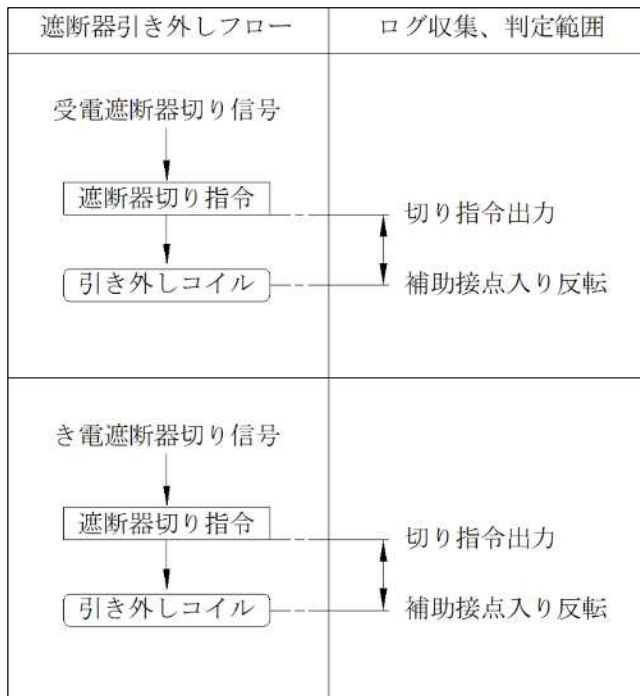 遮断器引き外しフロー
ログ収集、判定範囲
受電遮断器切り信号
遮断器切り指令
切り指令出力
引き外しコイル
補助接点入り反転
き電遮断器切り信号
遮断器切り指令
切り指令出力
引き外しコイル
補助接点入り反転